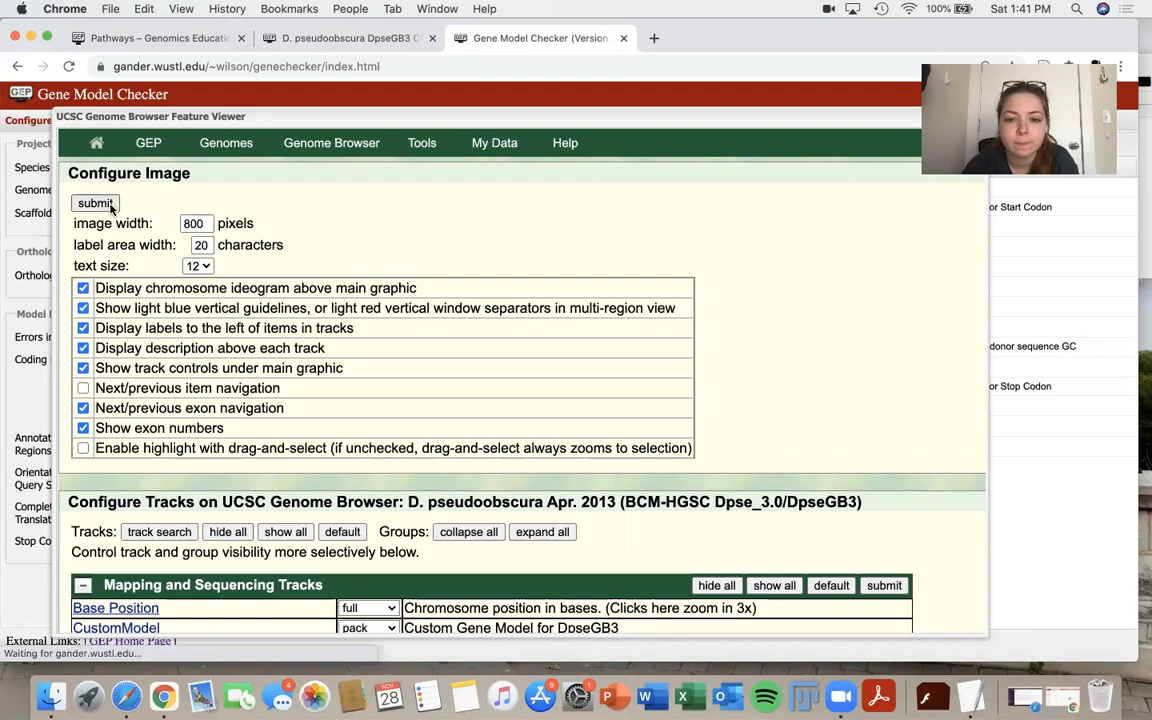 Chrome File Edit View History Bookmarks People Tab Window Help 100% Sat 1:41 PM
Pathways – Genomics Educati D. pseudoobscura DpseGB3 C Gene Model Checker (Version
gander.wustl.edu/~wilson/genechecker/index.html
GEP Gene Model Checker
Configure
UCSC Genome Browser Feature Viewer
Projec
GEP Genomes Genome Browser Tools My Data Help
Species
Configure Image
Genome
submit
or Start Codon
Scaffold
image width: 800 pixels
label area width: 20 characters
Ortholo
text size: 12
Ortholo
Display chromosome ideogram above main graphic
Show light blue vertical guidelines, or light red vertical window separators in multi-region view
Model I
Display labels to the left of items in tracks
Errors in
Display description above each track
donor sequence GC
Coding
Show track controls under main graphic
Next/previous item navigation
or Stop Codon
Next/previous exon navigation
Show exon numbers
Annotat
Enable highlight with drag-and-select (if unchecked, drag-and-select always zooms to selection)
Regions
Orientat
Query S
Configure Tracks on UCSC Genome Browser: D. pseudoobscura Apr. 2013 (BCM-HGSC Dpse_3.0/DpseGB3)
Complet
Translat
Tracks: track search hide all show all default Groups: collapse all expand all
Stop Co
Control track and group visibility more selectively below.
− Mapping and Sequencing Tracks hide all show all default submit
Base Position full Chromosome position in bases. (Clicks here zoom in 3x)
CustomModel pack Custom Gene Model for DpseGB3
External Links: | GEP Home Page |
Waiting for gander.wustl.edu...
4
NOV
28
9
1